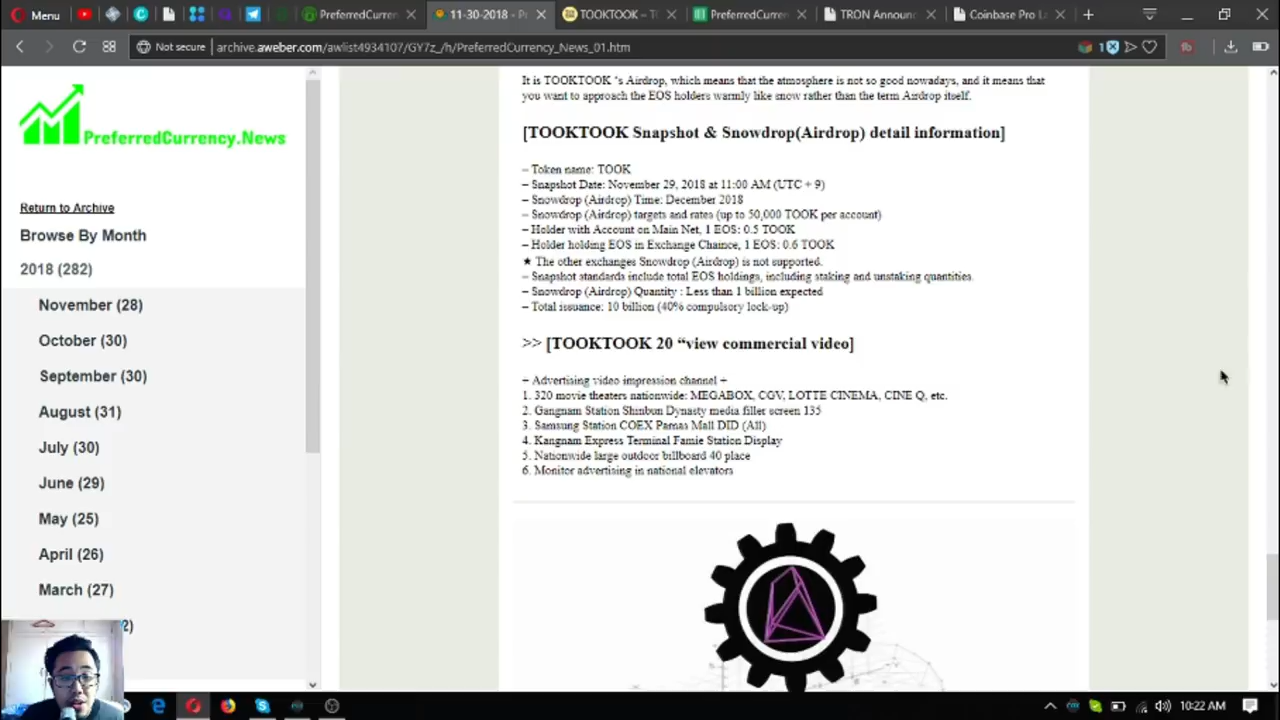 Menu
PreferredCurren
11-30-2018 - P
TOOKTOOK – T
PreferredCurre
TRON Announ
Coinbase Pro L
Not secure
archive.aweber.com/awlist4934107/GY7z_/h/PreferredCurrency_News_01.htm
1
PreferredCurrency.News
Return to Archive
Browse By Month
2018 (282)
November (28)
October (30)
September (30)
August (31)
July (30)
June (29)
May (25)
April (26)
March (27)
2)
It is TOOKTOOK 's Airdrop, which means that the atmosphere is not so good nowadays, and it means that
you want to approach the EOS holders warmly like snow rather than the term Airdrop itself.
[TOOKTOOK Snapshot & Snowdrop(Airdrop) detail information]
– Token name: TOOK
– Snapshot Date: November 29, 2018 at 11:00 AM (UTC + 9)
– Snowdrop (Airdrop) Time: December 2018
– Snowdrop (Airdrop) targets and rates (up to 50,000 TOOK per account)
– Holder with Account on Main Net, 1 EOS: 0.5 TOOK
– Holder holding EOS in Exchange Chaince, 1 EOS: 0.6 TOOK
★ The other exchanges Snowdrop (Airdrop) is not supported.
– Snapshot standards include total EOS holdings, including staking and unstaking quantities.
– Snowdrop (Airdrop) Quantity : Less than 1 billion expected
– Total issuance: 10 billion (40% compulsory lock-up)
>> [TOOKTOOK 20 “view commercial video]
– Advertising video impression channel –
1. 320 movie theaters nationwide: MEGABOX, CGV, LOTTE CINEMA, CINE Q, etc.
2. Gangnam Station Shinbun Dynasty media filler screen 135
3. Samsung Station COEX Parnas Mall DID (All)
4. Kangnam Express Terminal Famie Station Display
5. Nationwide large outdoor billboard 40 place
6. Monitor advertising in national elevators
10:22 AM